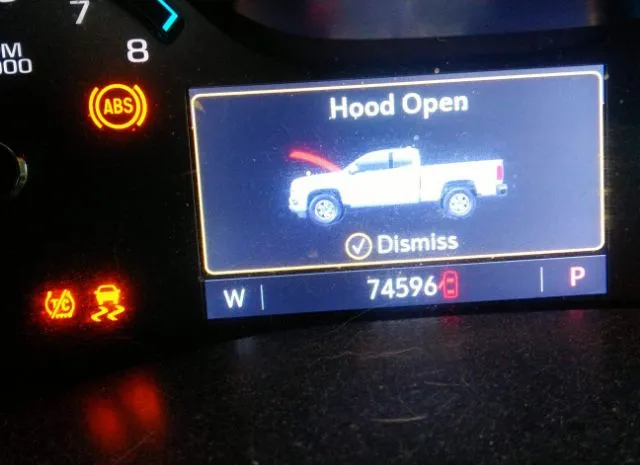 7
8
ABS
Hood Open
Dismiss
W
74596
P
T/C